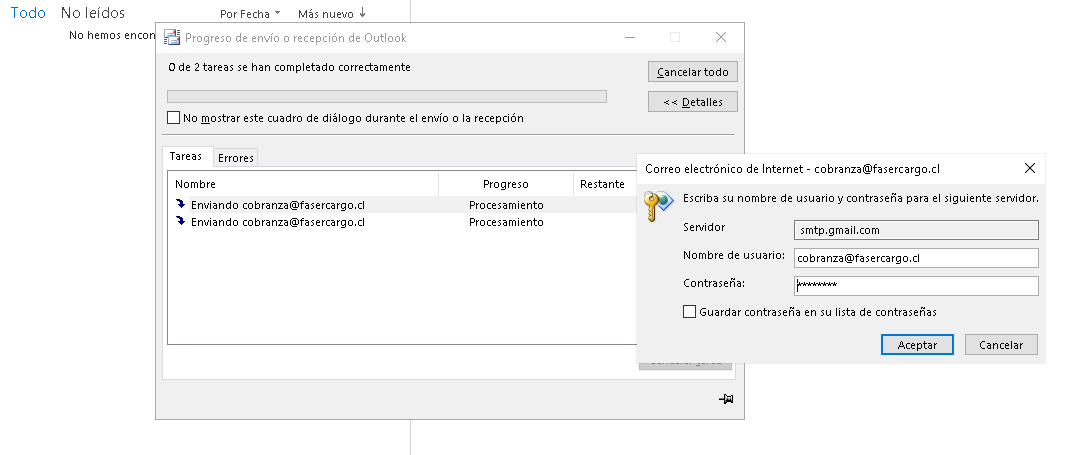 Todo No leídos Por Fecha Más nuevo
No hemos encon
Progreso de envío o recepción de Outlook
0 de 2 tareas se han completado correctamente
Cancelar todo
<< Detalles
No mostrar este cuadro de diálogo durante el envío o la recepción
Tareas Errores
Nombre Progreso Restante
Enviando cobranza@fasercargo.cl Procesamiento
Enviando cobranza@fasercargo.cl Procesamiento
Correo electrónico de Internet - cobranza@fasercargo.cl
Escriba su nombre de usuario y contraseña para el siguiente servidor.
Servidor smtp.gmail.com
Nombre de usuario: cobranza@fasercargo.cl
Contraseña: ********
Guardar contraseña en su lista de contraseñas
Aceptar Cancelar